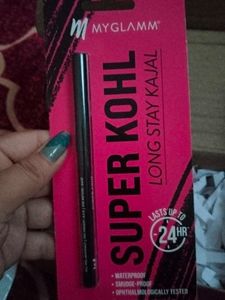 m MYGLAMM
SUPER KOHL
LONG STAY KAJAL
LASTS UP TO
24HR
• WATERPROOF
• SMUDGE-PROOF
• OPHTHALMOLOGICALLY TESTED